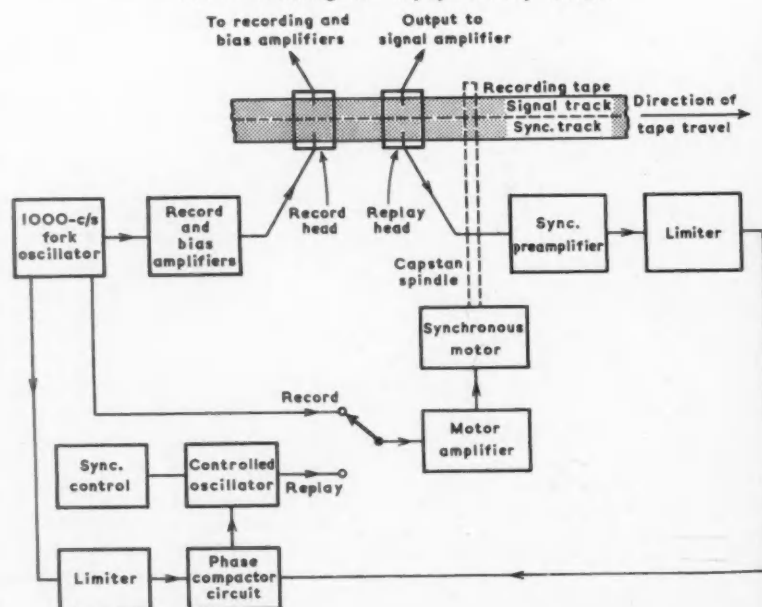 To recording and
bias amplifiers
Output to
signal amplifier
Recording tape
Signal track
Sync. track
Direction of
tape travel
1000-c/s
fork
oscillator
Record
and
bias
amplifiers
Record
head
Replay
head
Sync.
preamplifier
Limiter
Capstan
spindle
Synchronous
motor
Record
Motor
amplifier
Sync.
control
Controlled
oscillator
Replay
Limiter
Phase
compactor
circuit